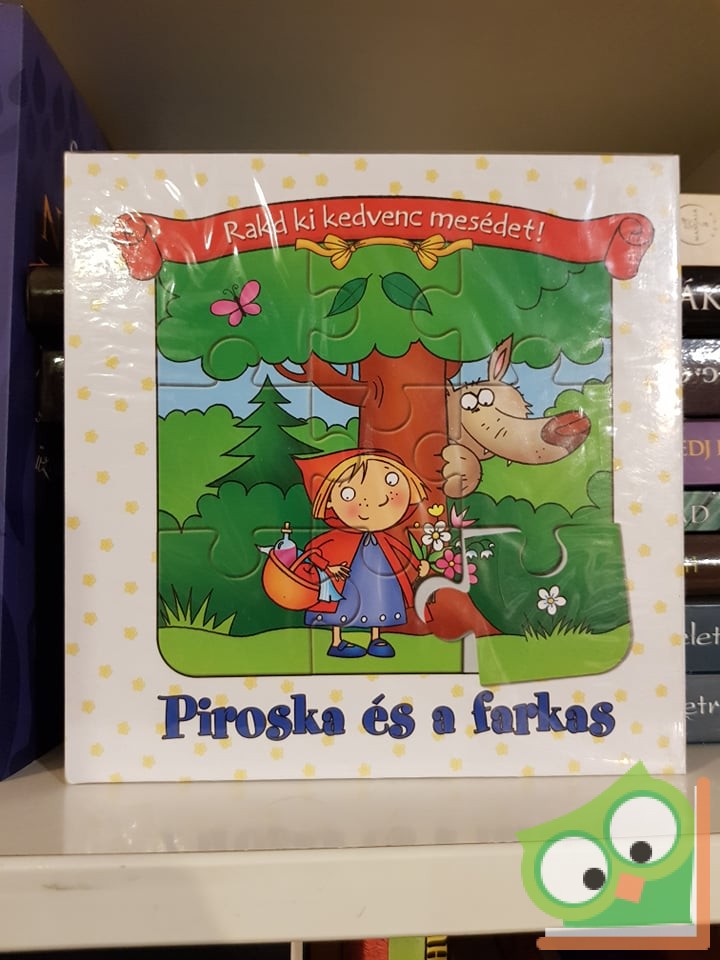 Rakd ki kedvenc mesédet!
Piroska és a farkas